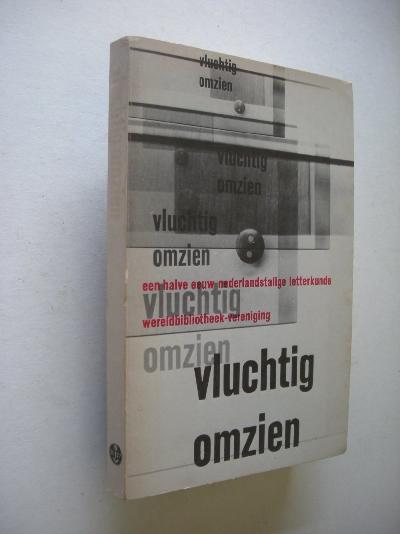 vluchtig
omzien
vluchtig
omzien
vluchtig
omzien
een halve eeuw nederlandstalige letterkunde
vluchtig
wereldbibliotheek-vereniging
omzien
vluchtig
omzien